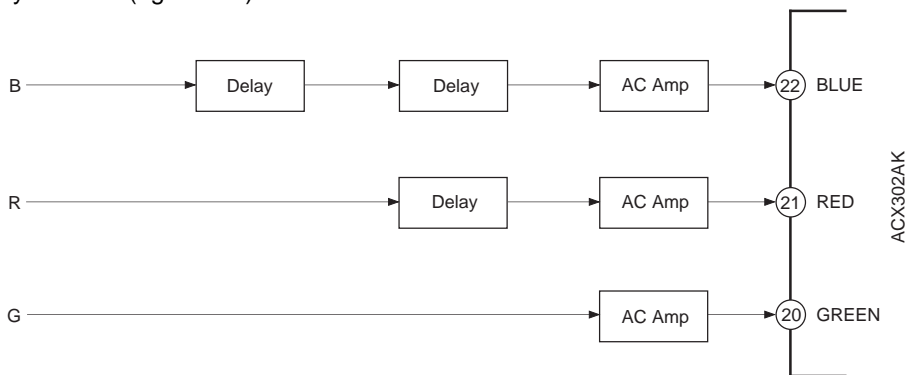 B Delay Delay AC Amp 22 BLUE
R Delay AC Amp 21 RED
G AC Amp 20 GREEN
ACX302AK